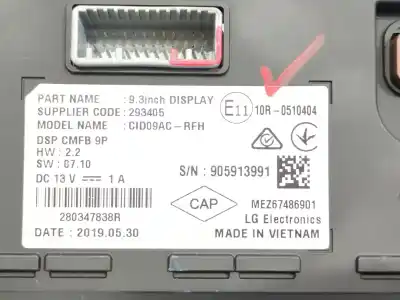 PART NAME : 9.3inch DISPLAY
SUPPLIER CODE : 293405
MODEL NAME : CID09AC-RFH
DSP CMFB 9P
HW : 2.2
SW : 07.10
DC 13 V 1 A
280347838R
DATE : 2019.05.30
E11 10R-0510404
S/N : 905913991
CAP
MEZ67486901
LG Electronics
MADE IN VIETNAM